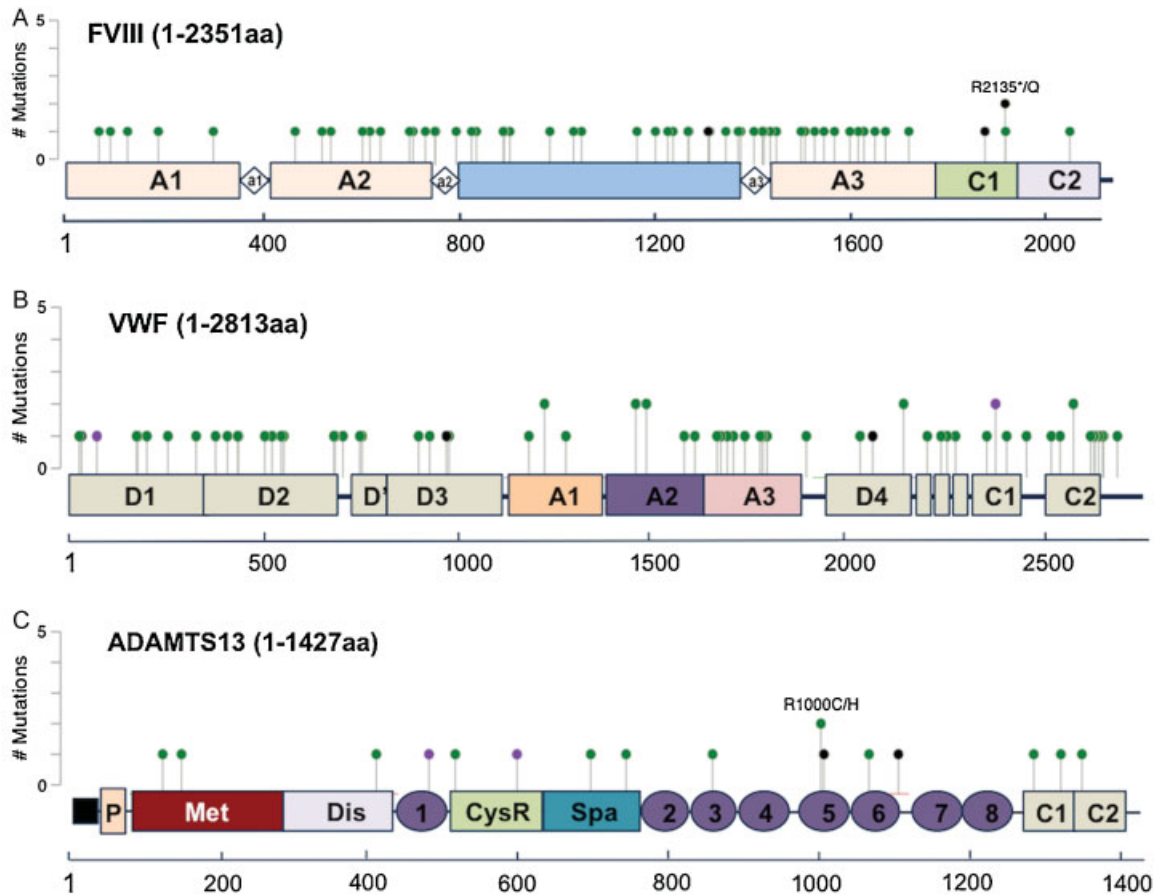 A
5
FVIII (1-2351aa)
# Mutations
R2135*/Q
0
A1 a1 A2 a2 a3 A3 C1 C2
1 400 800 1200 1600 2000
B
5
VWF (1-2813aa)
# Mutations
0
D1 D2 D' D3 A1 A2 A3 D4 C1 C2
1 500 1000 1500 2000 2500
C
5
ADAMTS13 (1-1427aa)
# Mutations
R1000C/H
0
P Met Dis 1 CysR Spa 2 3 4 5 6 7 8 C1 C2
1 200 400 600 800 1000 1200 1400